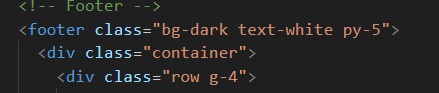 <!-- Footer -->
<footer class="bg-dark text-white py-5">
<div class="container">
<div class="row g-4">